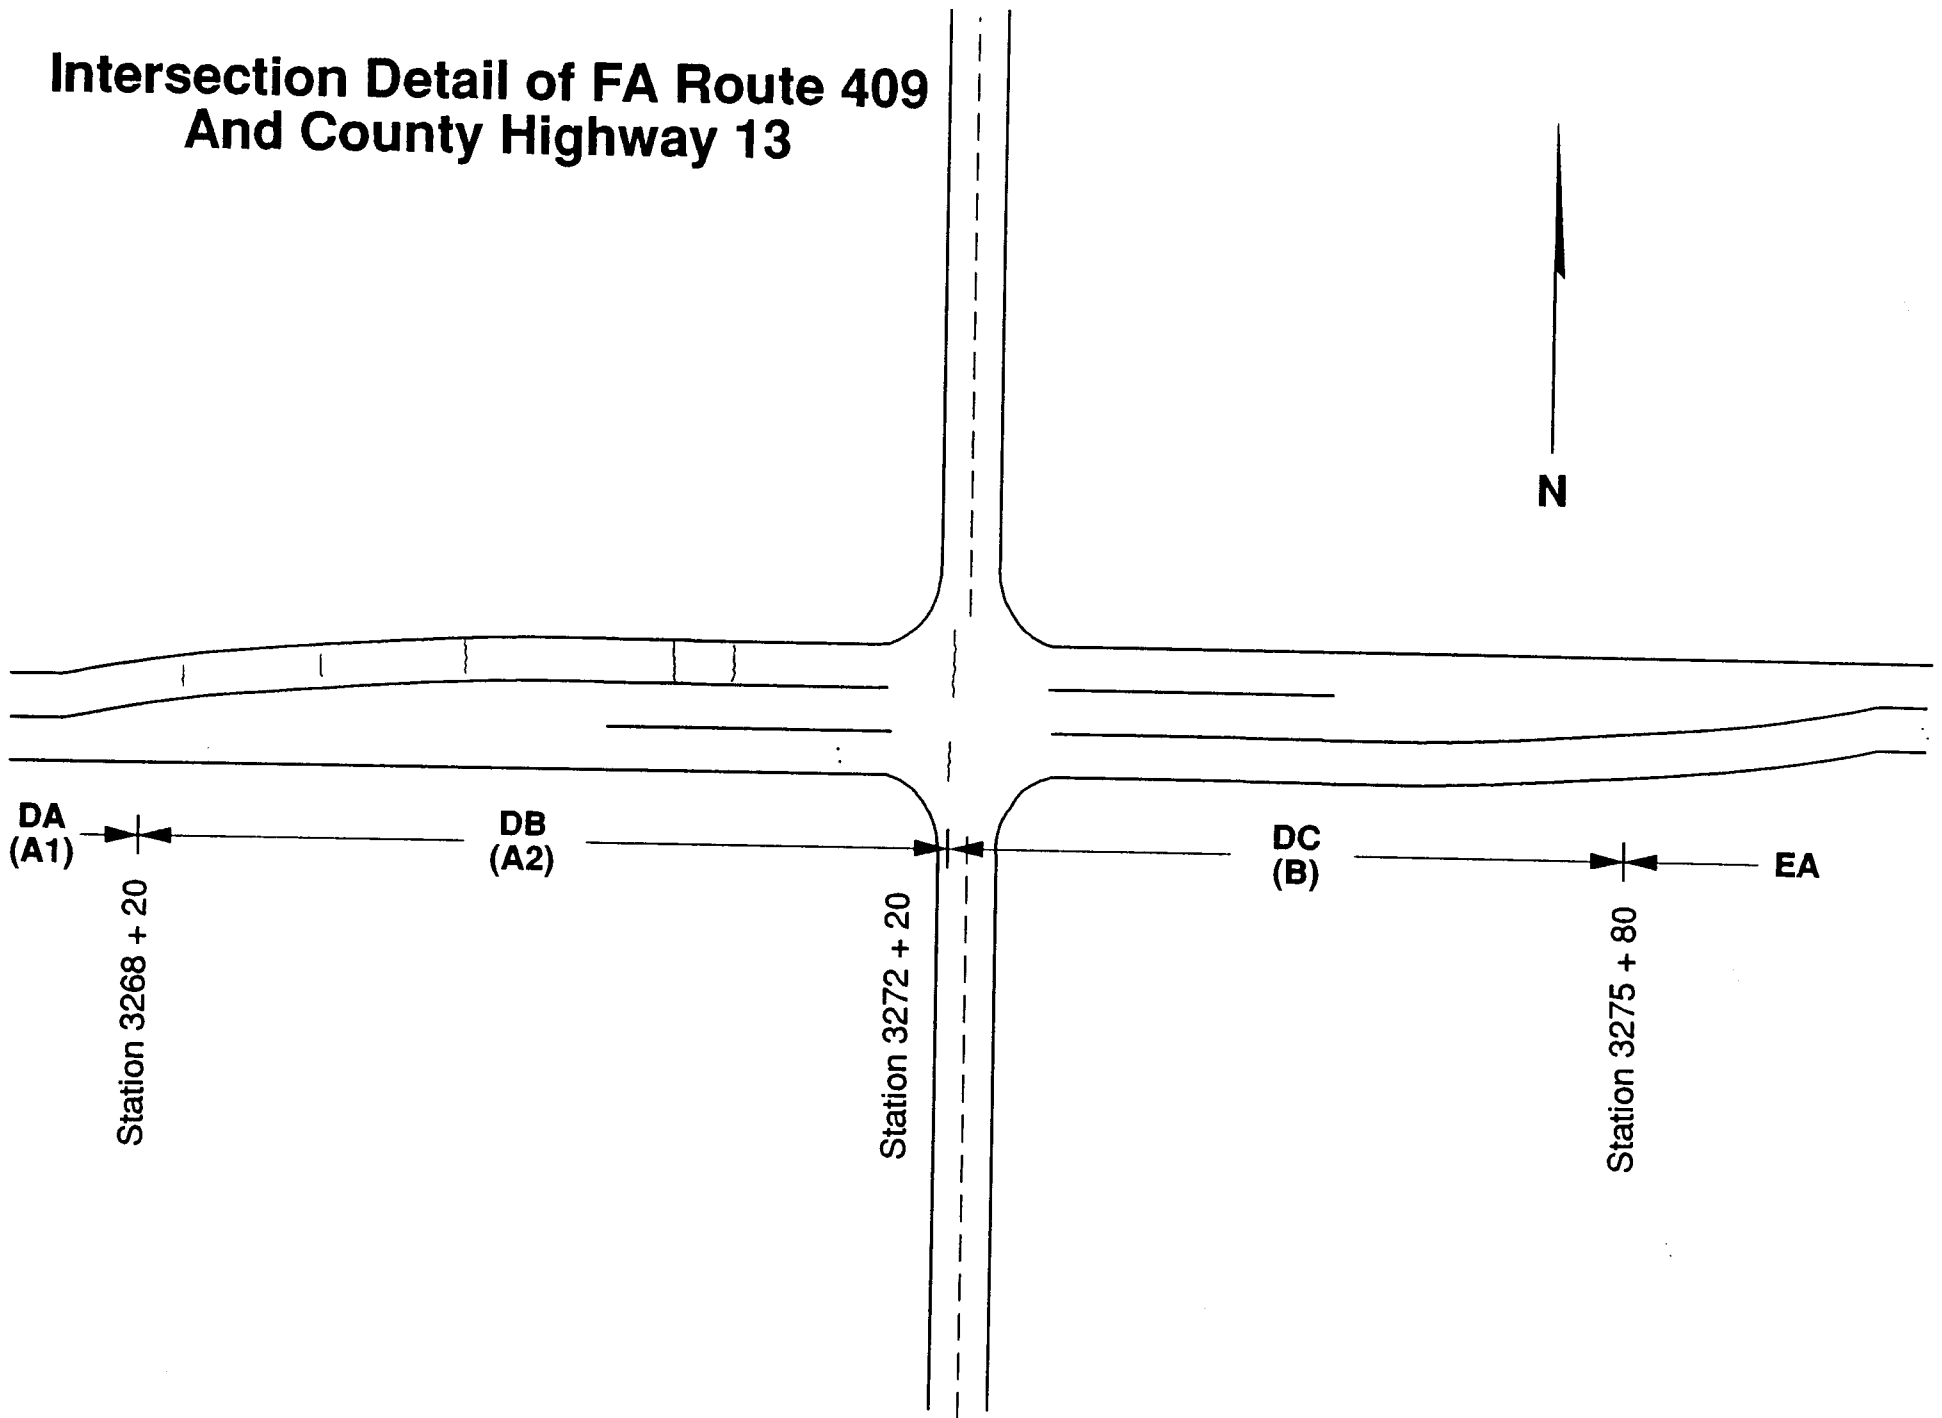 Intersection Detail of FA Route 409
And County Highway 13
N
DA
(A1)
DB
(A2)
DC
(B)
EA
Station 3268 + 20
Station 3272 + 20
Station 3275 + 80